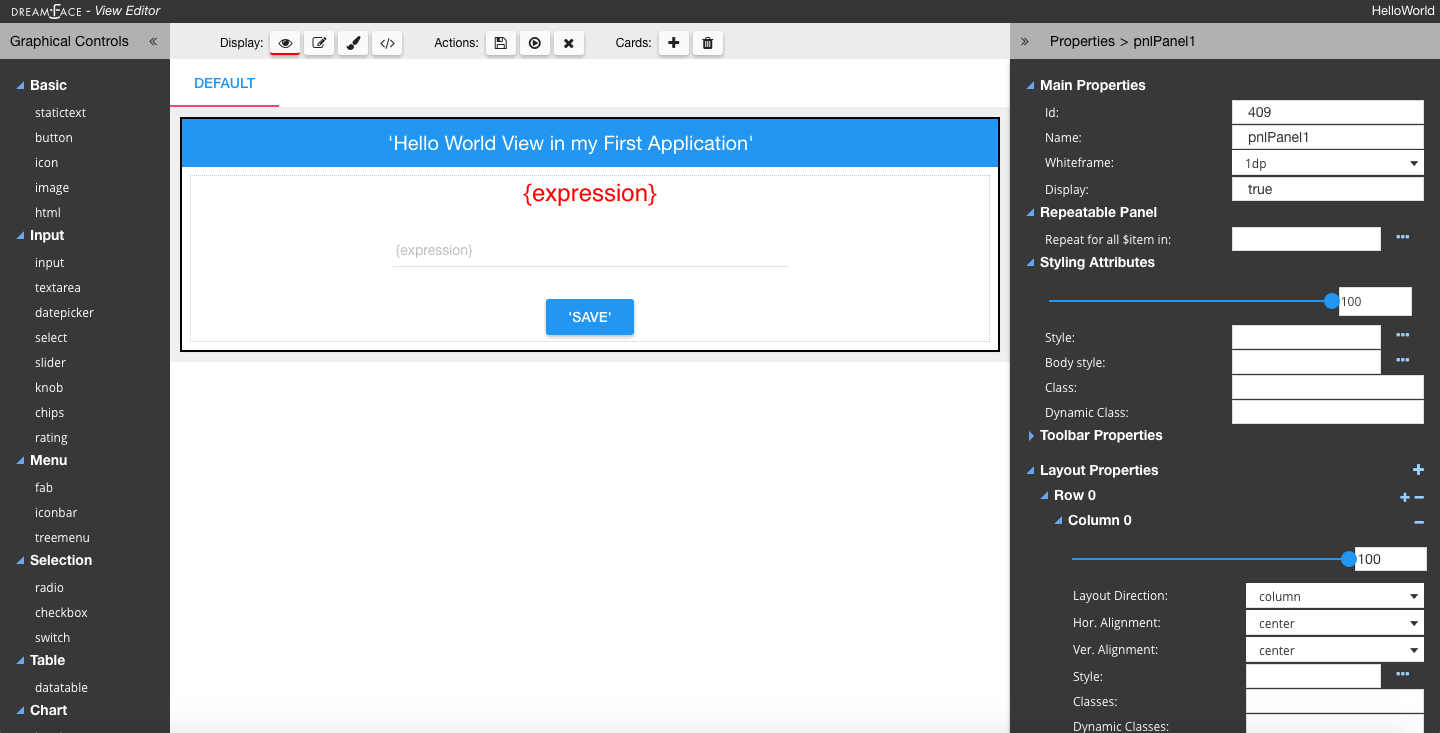 DREAMFACE - View Editor
HelloWorld
Graphical Controls «
Display:
Actions:
Cards:
» Properties > pnlPanel1
Basic
statictext
button
icon
image
html
Input
input
textarea
datepicker
select
slider
knob
chips
rating
Menu
fab
iconbar
treemenu
Selection
radio
checkbox
switch
Table
datatable
Chart
DEFAULT
'Hello World View in my First Application'
{expression}
{expression}
'SAVE'
Main Properties
Id: 409
Name: pnlPanel1
Whiteframe: 1dp
Display: true
Repeatable Panel
Repeat for all $item in:
Styling Attributes
100
Style:
Body style:
Class:
Dynamic Class:
Toolbar Properties
Layout Properties
Row 0
Column 0
100
Layout Direction: column
Hor. Alignment: center
Ver. Alignment: center
Style:
Classes:
Dynamic Classes: